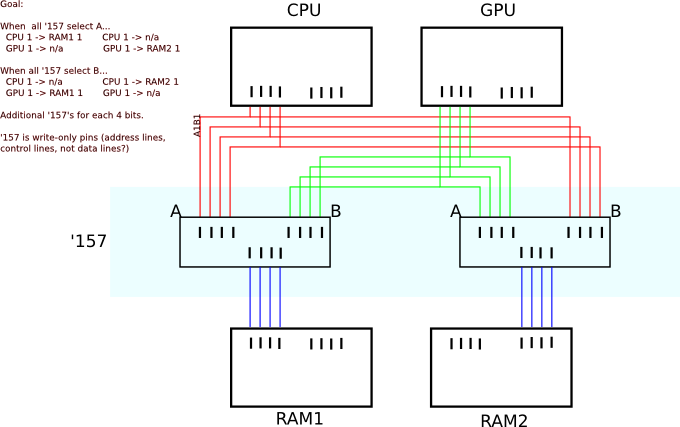 Goal:
When  all '157 select A...
CPU 1 -> RAM1 1 CPU 1 -> n/a
GPU 1 -> n/a GPU 1 -> RAM2 1
When all '157 select B...
CPU 1 -> n/a CPU 1 -> RAM2 1
GPU 1 -> RAM1 1 GPU 1 -> n/a
Additional '157's for each 4 bits.
'157 is write-only pins (address lines,
control lines, not data lines?)
CPU GPU
A1B1
A B A B
'157
RAM1 RAM2